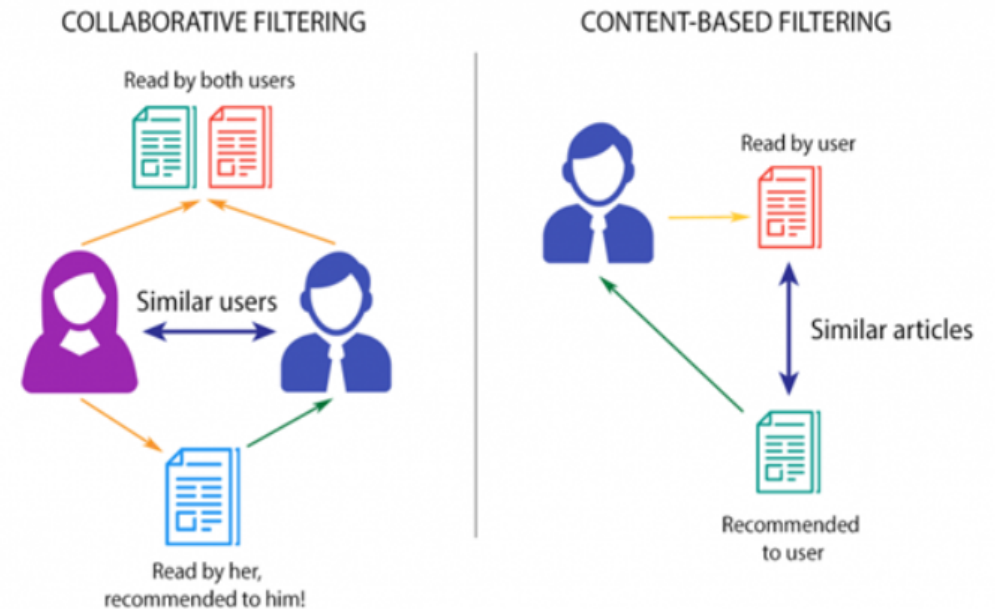 COLLABORATIVE FILTERING
Read by both users
Similar users
Read by her,
recommended to him!
CONTENT-BASED FILTERING
Read by user
Similar articles
Recommended
to user